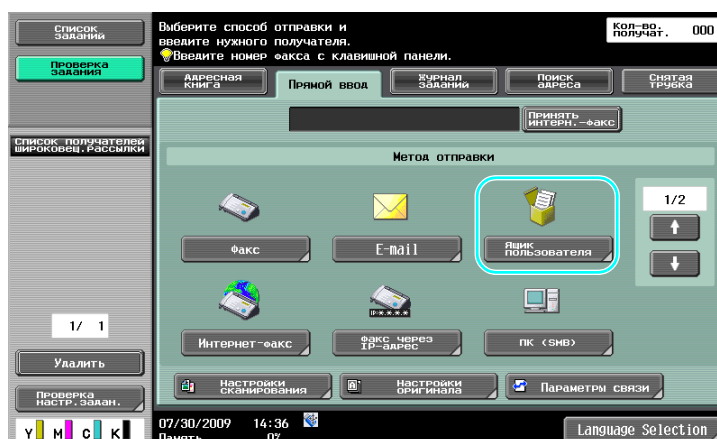 Список
заданий
Проверка
задания
Список получателей
широковещ.рассылки
1/ 1
Удалить
Проверка
настр.задан.
Y M C K
Выберите способ отправки и
введите нужного получателя.
Введите номер факса с клавишной панели.
Кол-во.
получат. 000
Адресная
книга
Прямой ввод
Журнал
заданий
Поиск
адреса
Снятая
трубка
Принять
интерн.-факс
Метод отправки
Факс
E-mail
Ящик
пользователя
1/2
Интернет-факс
IP-*.*.*.*
Факс через
IP-адрес
ПК (SMB)
Настройки
сканирования
Настройки
оригинала
Параметры связи
07/30/2009 14:36
Память 0%
Language Selection